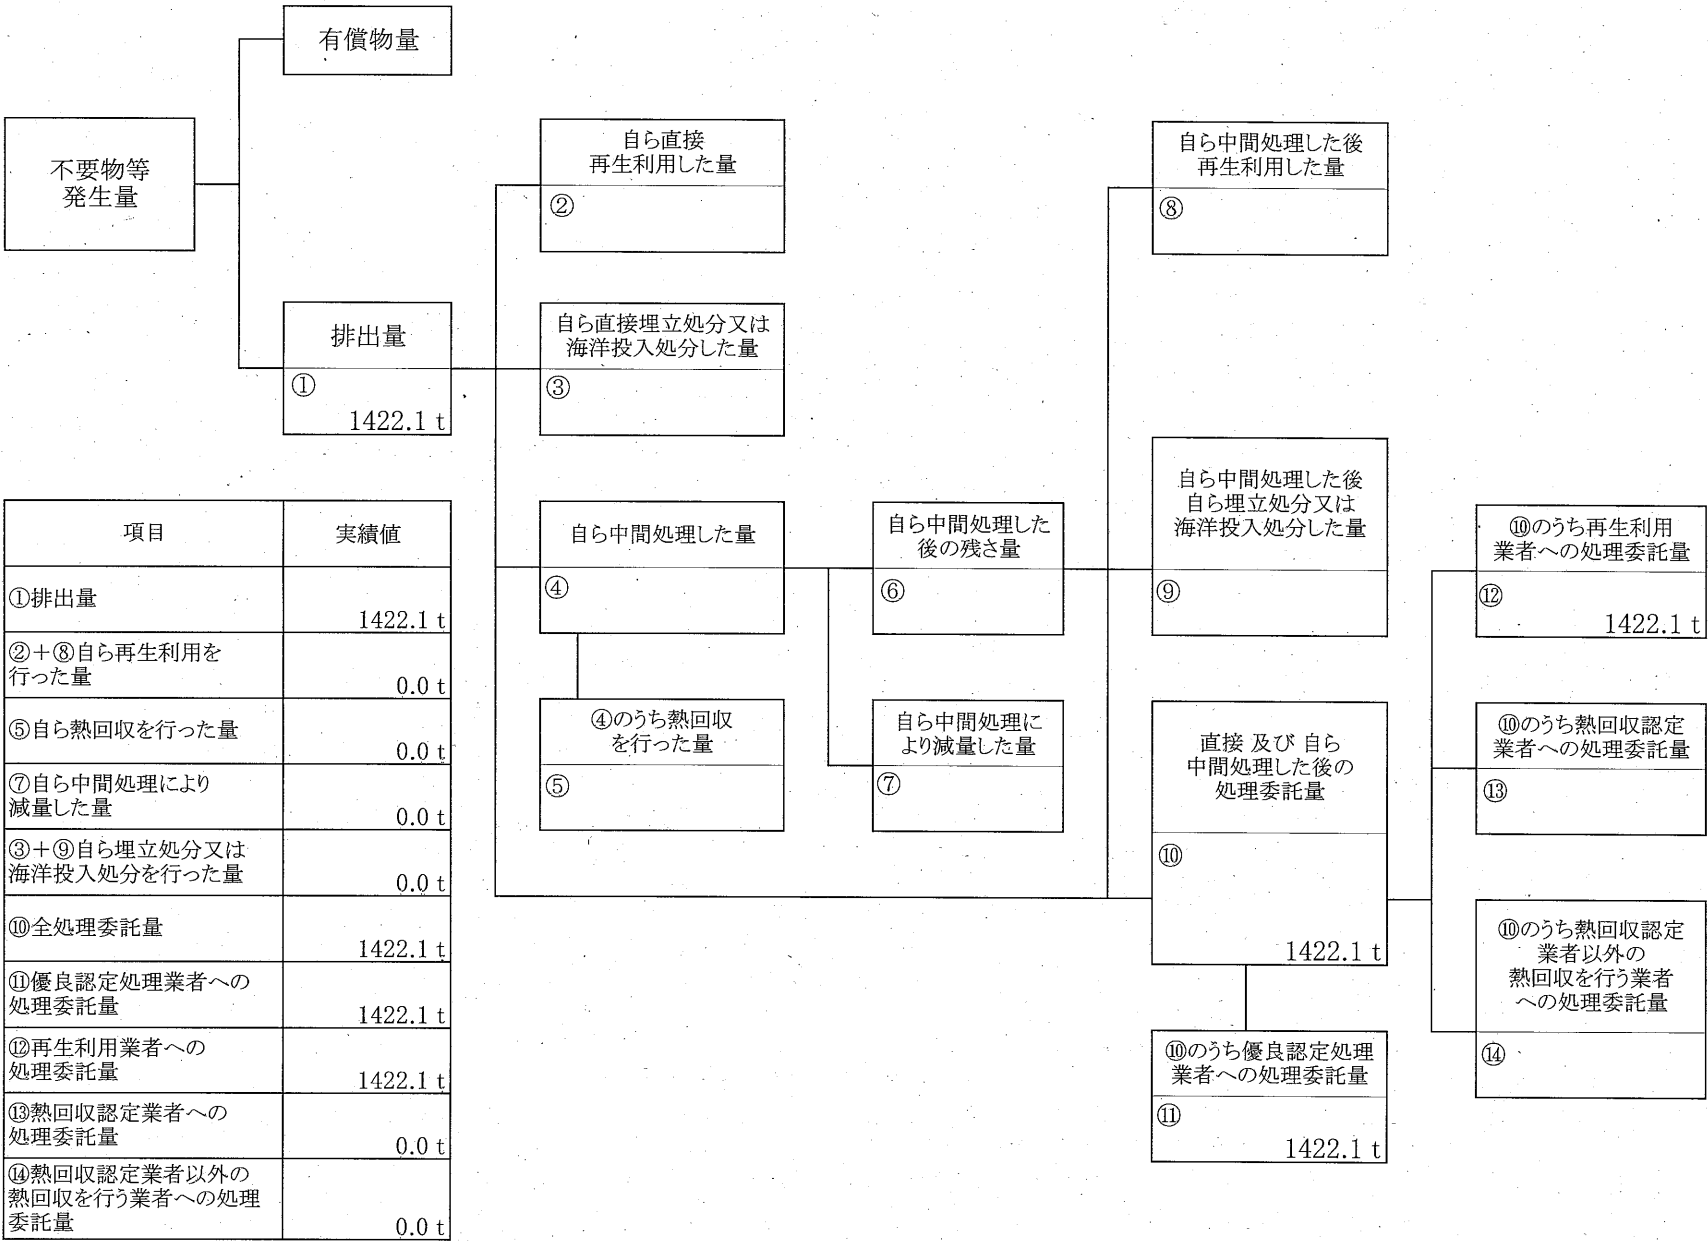 有償物量
不要物等
発生量
排出量
①
1422.1 t
自ら直接
再生利用した量
②
自ら直接埋立処分又は
海洋投入処分した量
③
自ら中間処理した量
④
④のうち熱回収
を行った量
⑤
自ら中間処理した
後の残さ量
⑥
自ら中間処理に
より減量した量
⑦
自ら中間処理した後
再生利用した量
⑧
自ら中間処理した後
自ら埋立処分又は
海洋投入処分した量
⑨
直接 及び 自ら
中間処理した後の
処理委託量
⑩
1422.1 t
⑩のうち優良認定処理
業者への処理委託量
⑪
1422.1 t
⑩のうち再生利用
業者への処理委託量
⑫
1422.1 t
⑩のうち熱回収認定
業者への処理委託量
⑬
⑩のうち熱回収認定
業者以外の
熱回収を行う業者
への処理委託量
⑭
項目 実績値
①排出量
1422.1 t
②＋⑧自ら再生利用を
行った量
0.0 t
⑤自ら熱回収を行った量
0.0 t
⑦自ら中間処理により
減量した量
0.0 t
③＋⑨自ら埋立処分又は
海洋投入処分を行った量
0.0 t
⑩全処理委託量
1422.1 t
⑪優良認定処理業者への
処理委託量
1422.1 t
⑫再生利用業者への
処理委託量
1422.1 t
⑬熱回収認定業者への
処理委託量
0.0 t
⑭熱回収認定業者以外の
熱回収を行う業者への処理
委託量
0.0 t